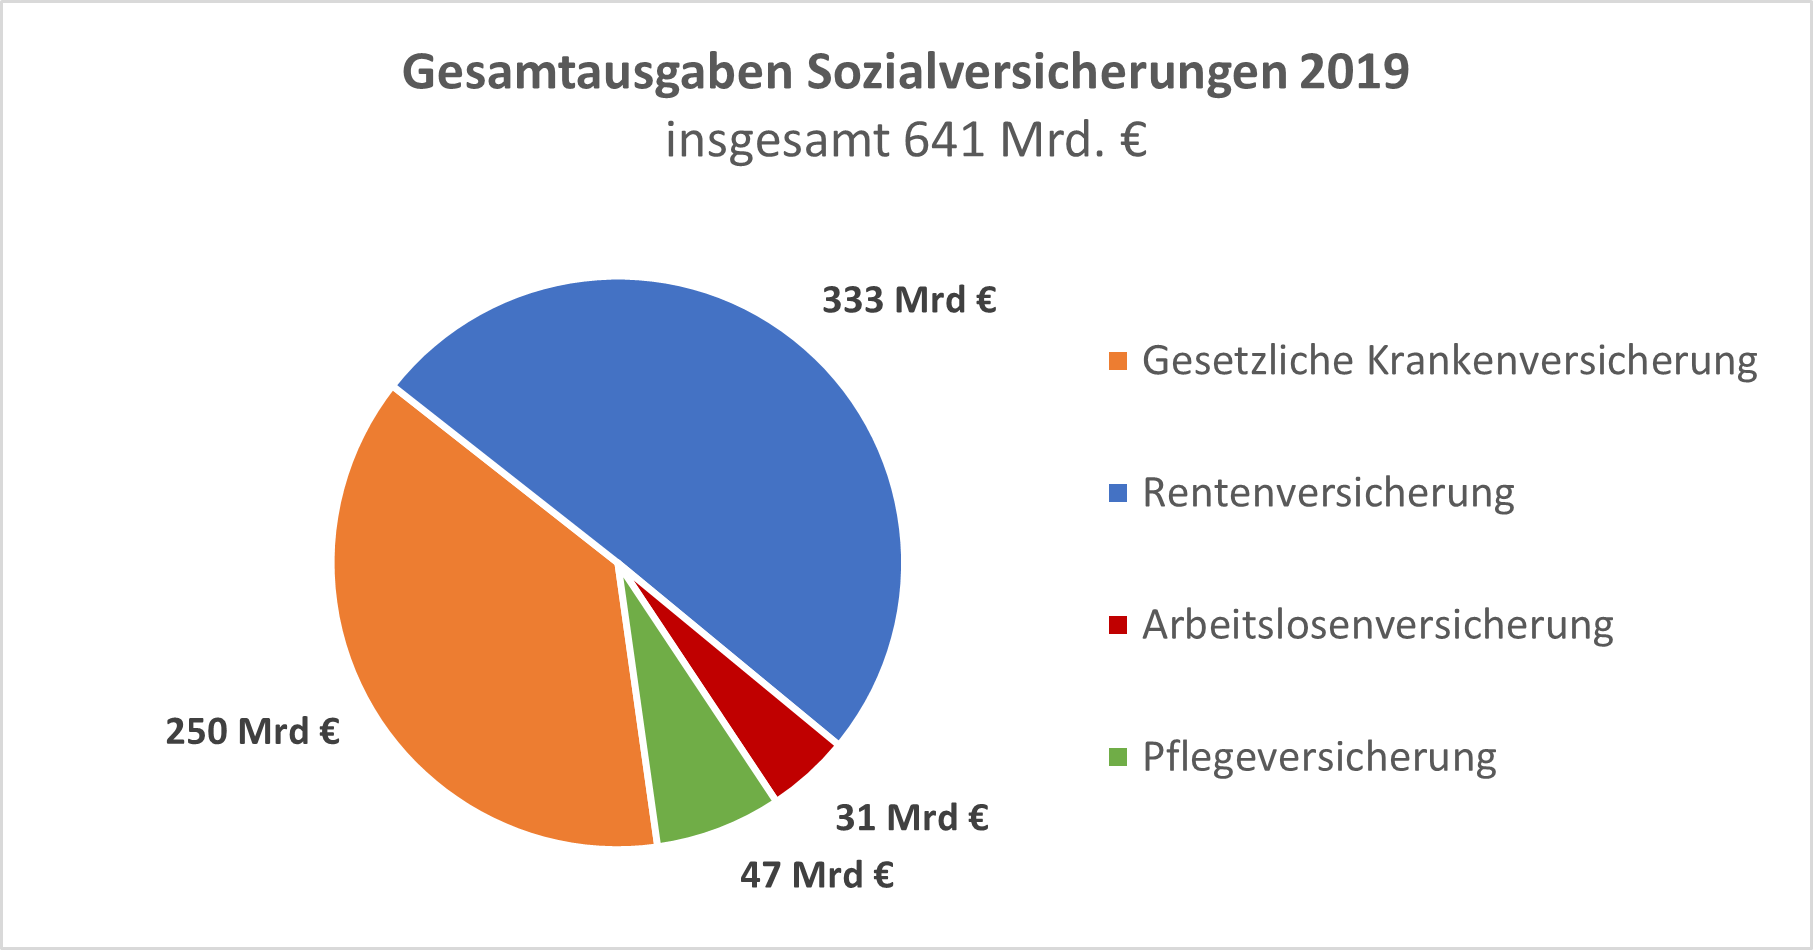 Gesamtausgaben Sozialversicherungen 2019
insgesamt 641 Mrd. €
333 Mrd €
250 Mrd €
31 Mrd €
47 Mrd €
Gesetzliche Krankenversicherung
Rentenversicherung
Arbeitslosenversicherung
Pflegeversicherung